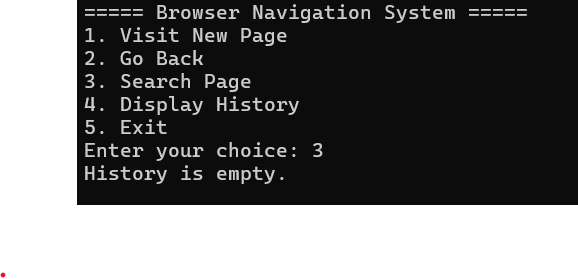 ===== Browser Navigation System =====
1. Visit New Page
2. Go Back
3. Search Page
4. Display History
5. Exit
Enter your choice: 3
History is empty.